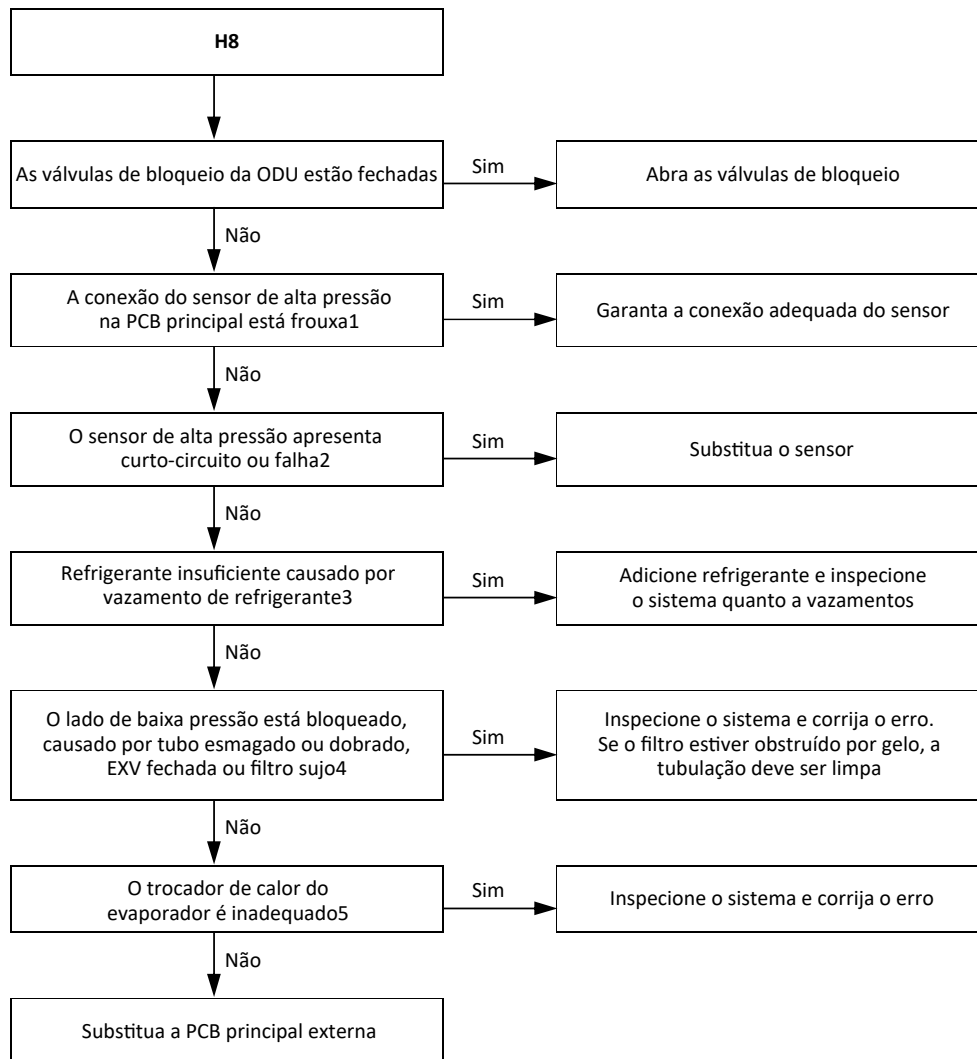 H8
As válvulas de bloqueio da ODU estão fechadas
Sim
Abra as válvulas de bloqueio
Não
A conexão do sensor de alta pressão
na PCB principal está frouxa1
Sim
Garanta a conexão adequada do sensor
Não
O sensor de alta pressão apresenta
curto-circuito ou falha2
Sim
Substitua o sensor
Não
Refrigerante insuficiente causado por
vazamento de refrigerante3
Sim
Adicione refrigerante e inspecione
o sistema quanto a vazamentos
Não
O lado de baixa pressão está bloqueado,
causado por tubo esmagado ou dobrado,
EXV fechada ou filtro sujo4
Sim
Inspecione o sistema e corrija o erro.
Se o filtro estiver obstruído por gelo, a
tubulação deve ser limpa
Não
O trocador de calor do
evaporador é inadequado5
Sim
Inspecione o sistema e corrija o erro
Não
Substitua a PCB principal externa